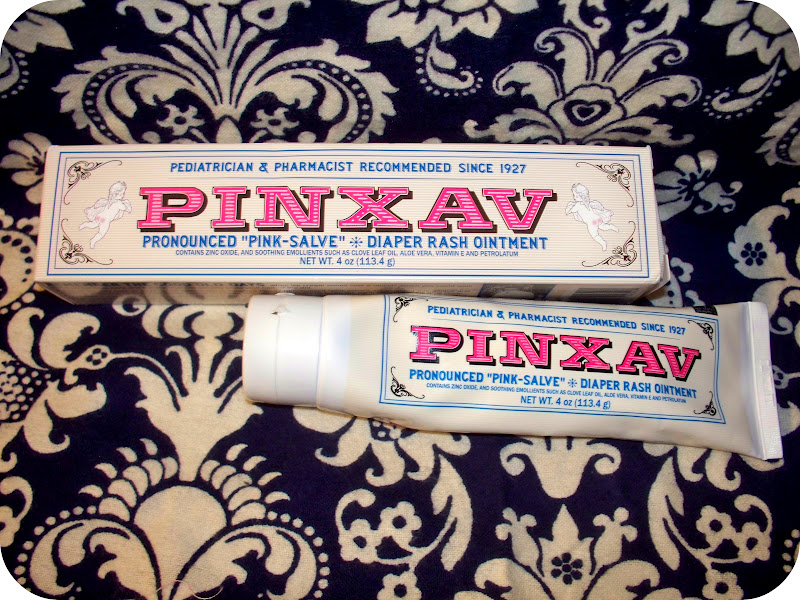 PEDIATRICIAN & PHARMACIST RECOMMENDED SINCE 1927
PINXAV
PRONOUNCED "PINK-SALVE" ❊ DIAPER RASH OINTMENT
CONTAINS ZINC OXIDE, AND SOOTHING EMOLLIENTS SUCH AS CLOVE LEAF OIL, ALOE VERA, VITAMIN E AND PETROLATUM
NET WT. 4 oz (113.4 g)
PEDIATRICIAN & PHARMACIST RECOMMENDED SINCE 1927
PINXAV
PRONOUNCED "PINK-SALVE" ❊ DIAPER RASH OINTMENT
CONTAINS ZINC OXIDE, AND SOOTHING EMOLLIENTS SUCH AS CLOVE LEAF OIL, ALOE VERA, VITAMIN E AND PETROLATUM
NET WT. 4 oz (113.4 g)